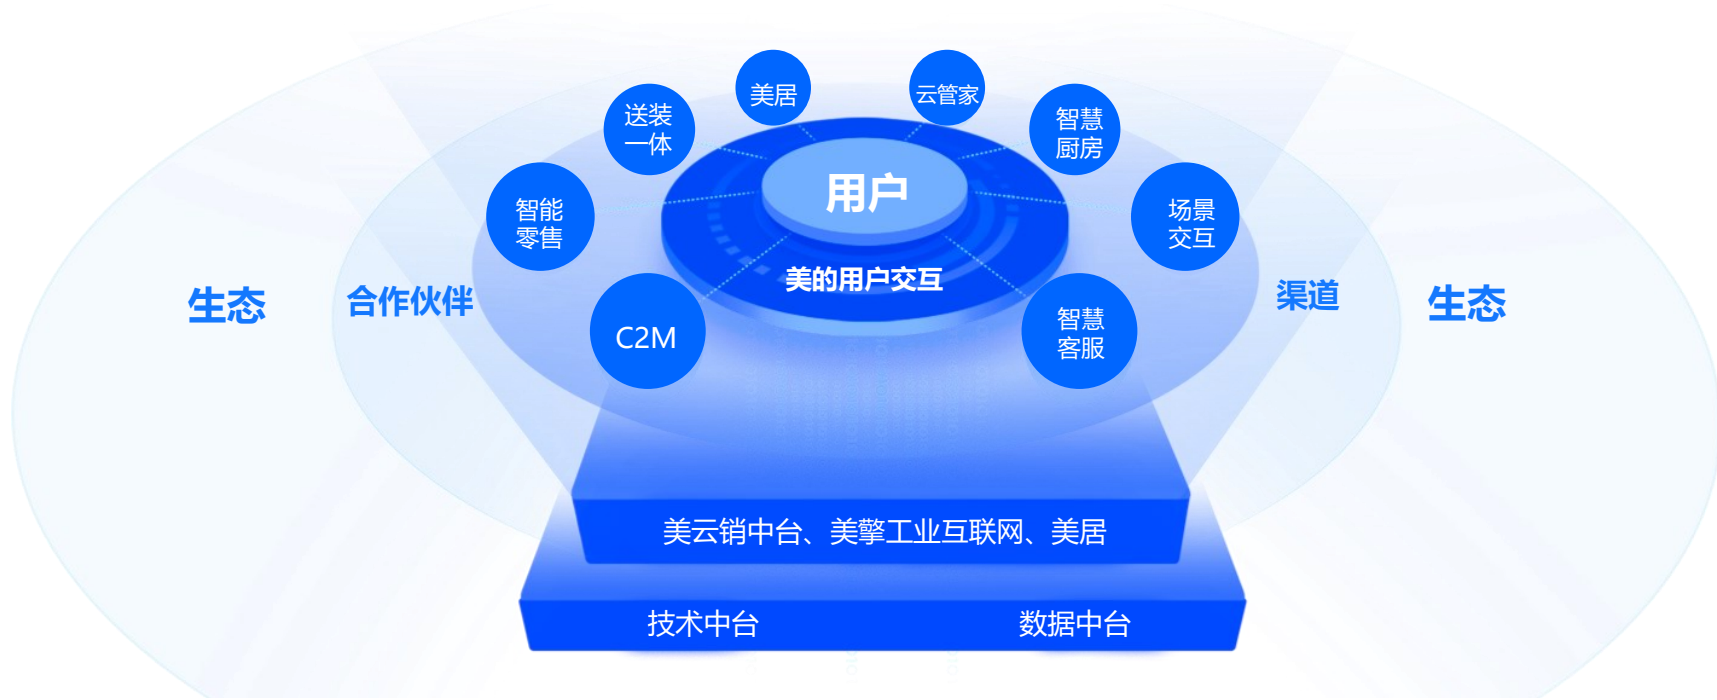 美居
云管家
送装
一体
智慧
厨房
用户
智能
零售
场景
交互
美的用户交互
生态
合作伙伴
渠道
生态
C2M
智慧
客服
美云销中台、美擎工业互联网、美居
技术中台
数据中台